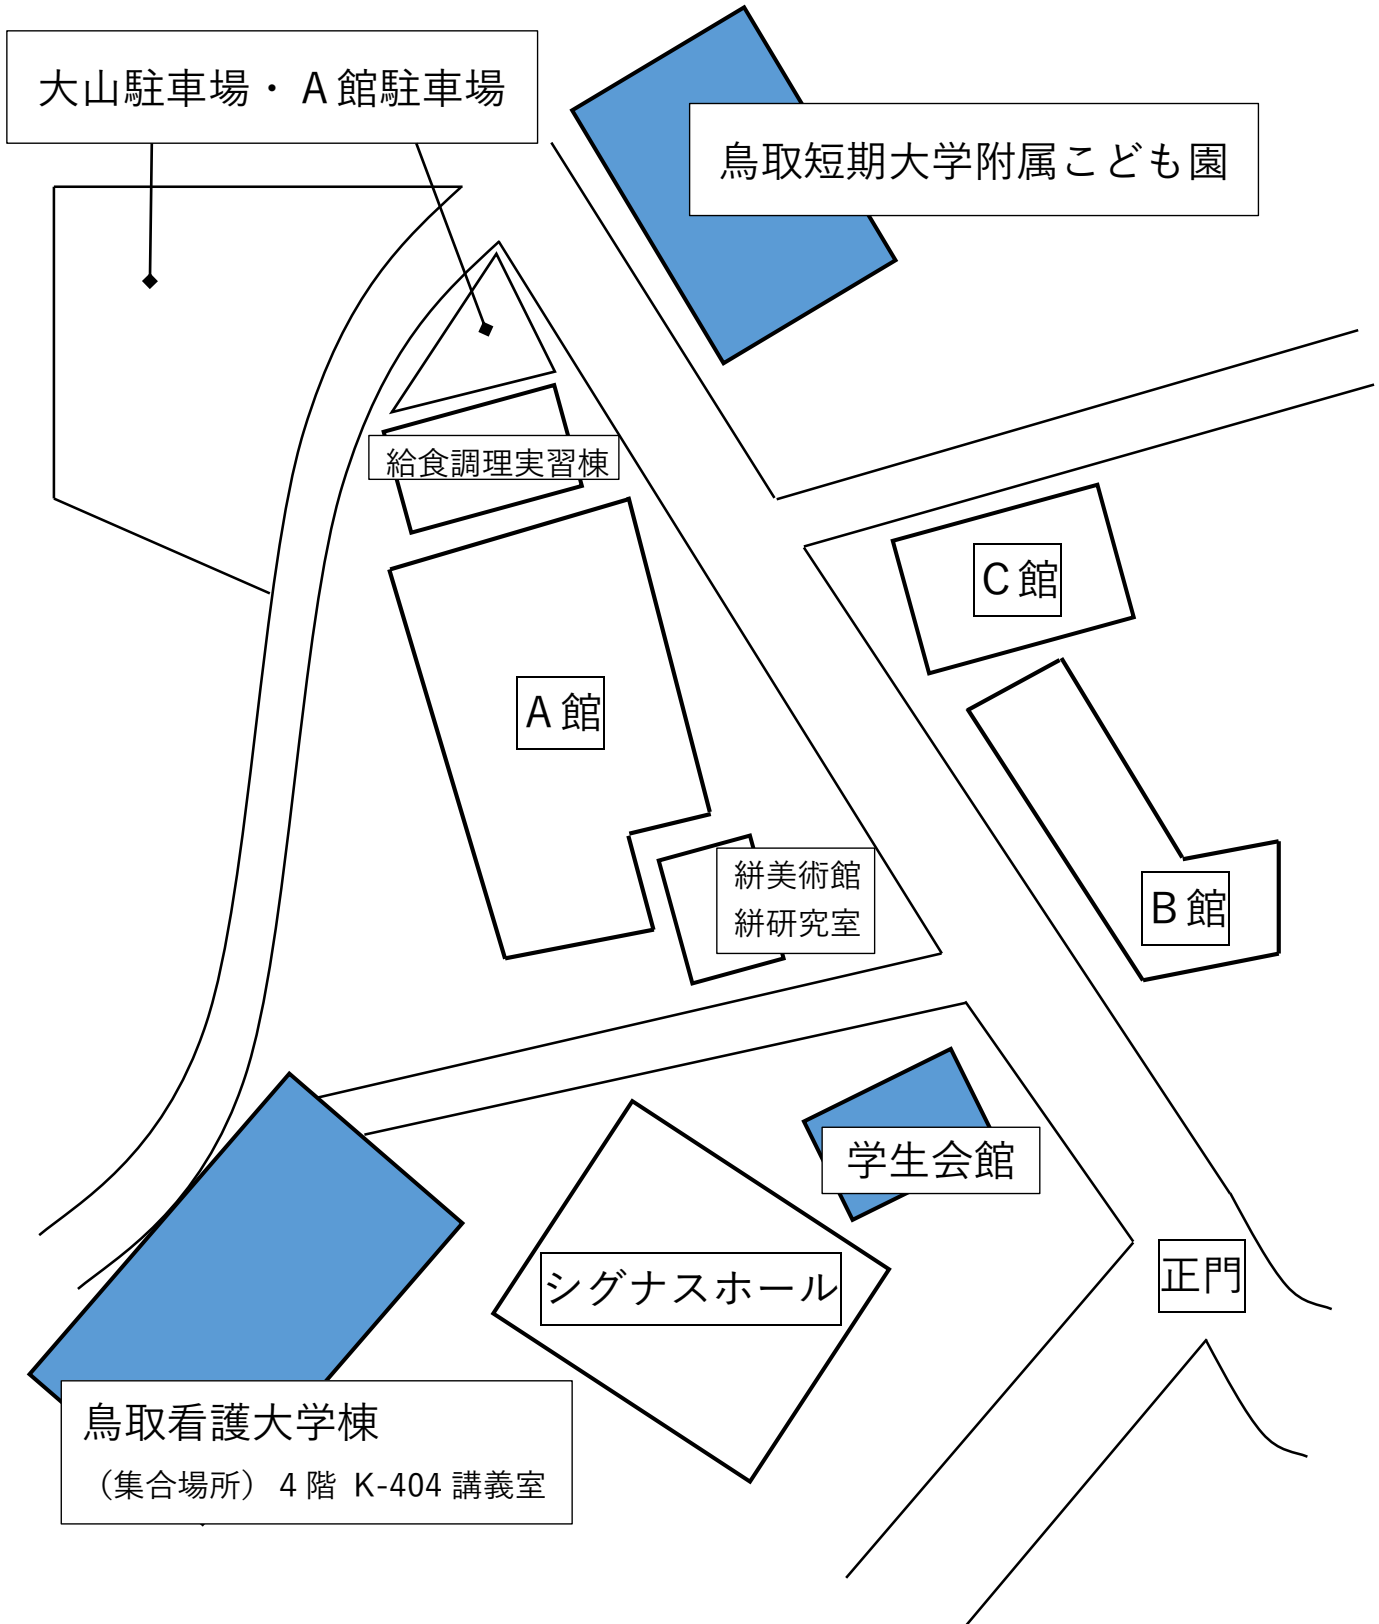 大山駐車場・A館駐車場
鳥取短期大学附属こども園
給食調理実習棟
C館
A館
絣美術館
絣研究室
B館
学生会館
正門
シグナスホール
鳥取看護大学棟
（集合場所）4階 K-404講義室